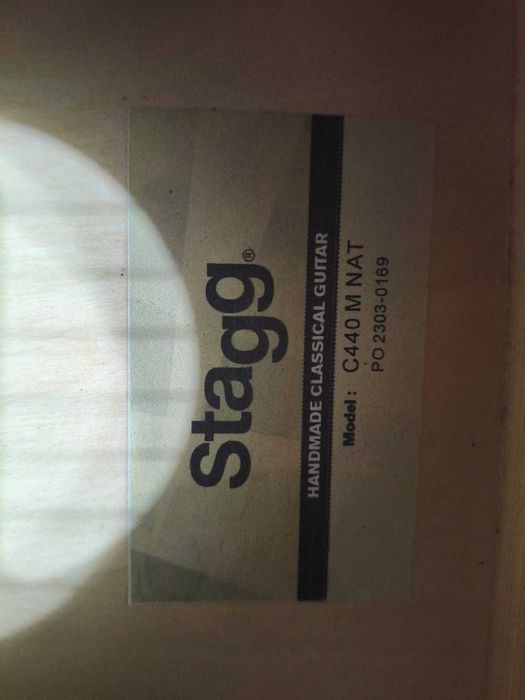 Stagg®
HANDMADE CLASSICAL GUITAR
Model : C440 M NAT
PO 2303-0169